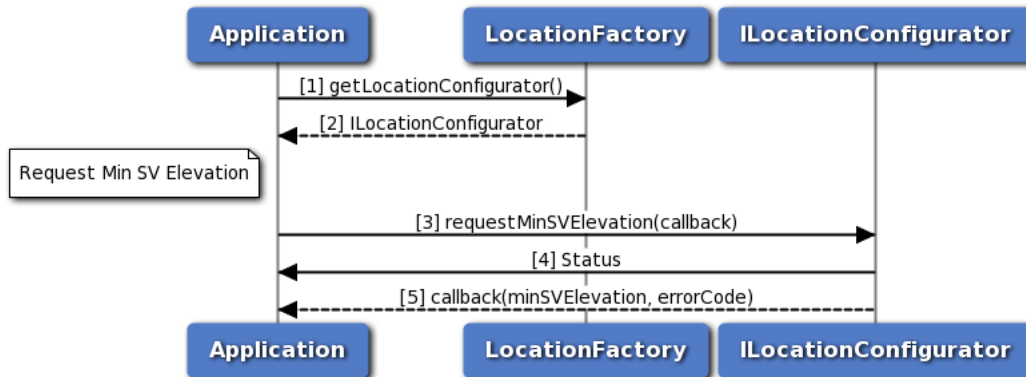 Application
LocationFactory
ILocationConfigurator
[1] getLocationConfigurator()
[2] ILocationConfigurator
Request Min SV Elevation
[3] requestMinSVElevation(callback)
[4] Status
[5] callback(minSVElevation, errorCode)
Application
LocationFactory
ILocationConfigurator